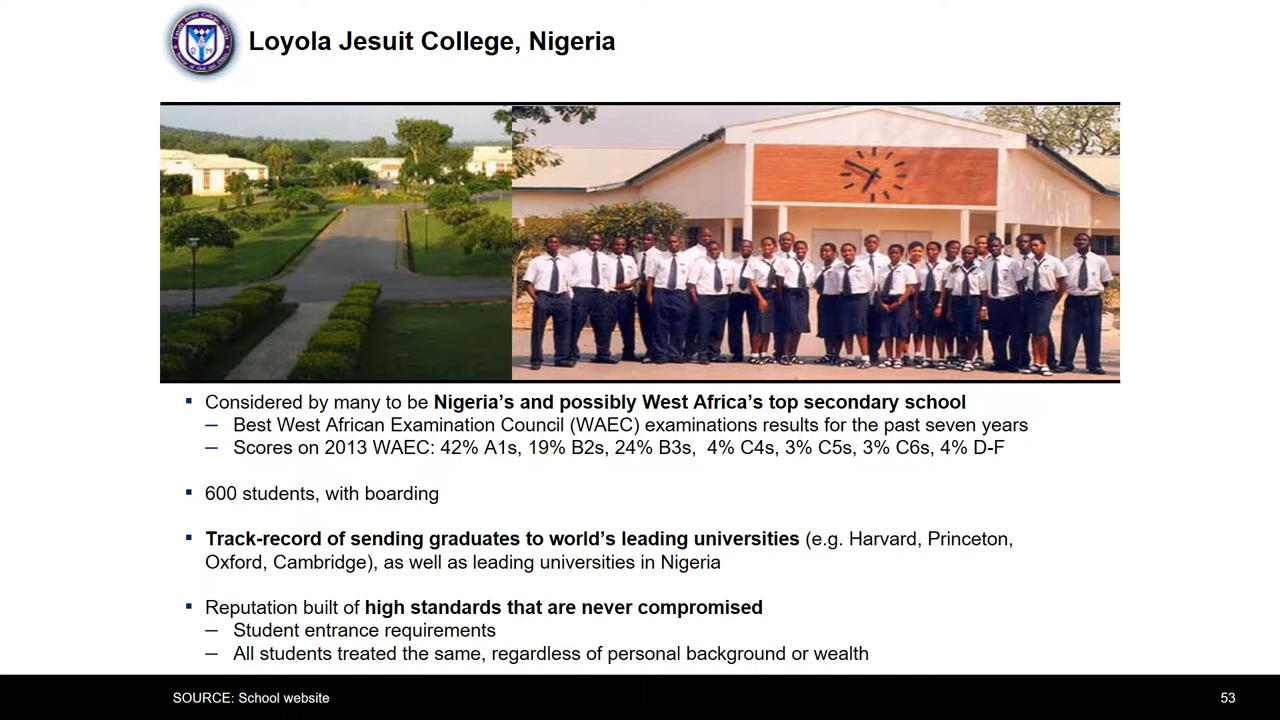 Loyola Jesuit College, Nigeria
▪ Considered by many to be Nigeria's and possibly West Africa's top secondary school
– Best West African Examination Council (WAEC) examinations results for the past seven years
– Scores on 2013 WAEC: 42% A1s, 19% B2s, 24% B3s, 4% C4s, 3% C5s, 3% C6s, 4% D-F
▪ 600 students, with boarding
▪ Track-record of sending graduates to world's leading universities (e.g. Harvard, Princeton,
Oxford, Cambridge), as well as leading universities in Nigeria
▪ Reputation built of high standards that are never compromised
– Student entrance requirements
– All students treated the same, regardless of personal background or wealth
SOURCE: School website
53